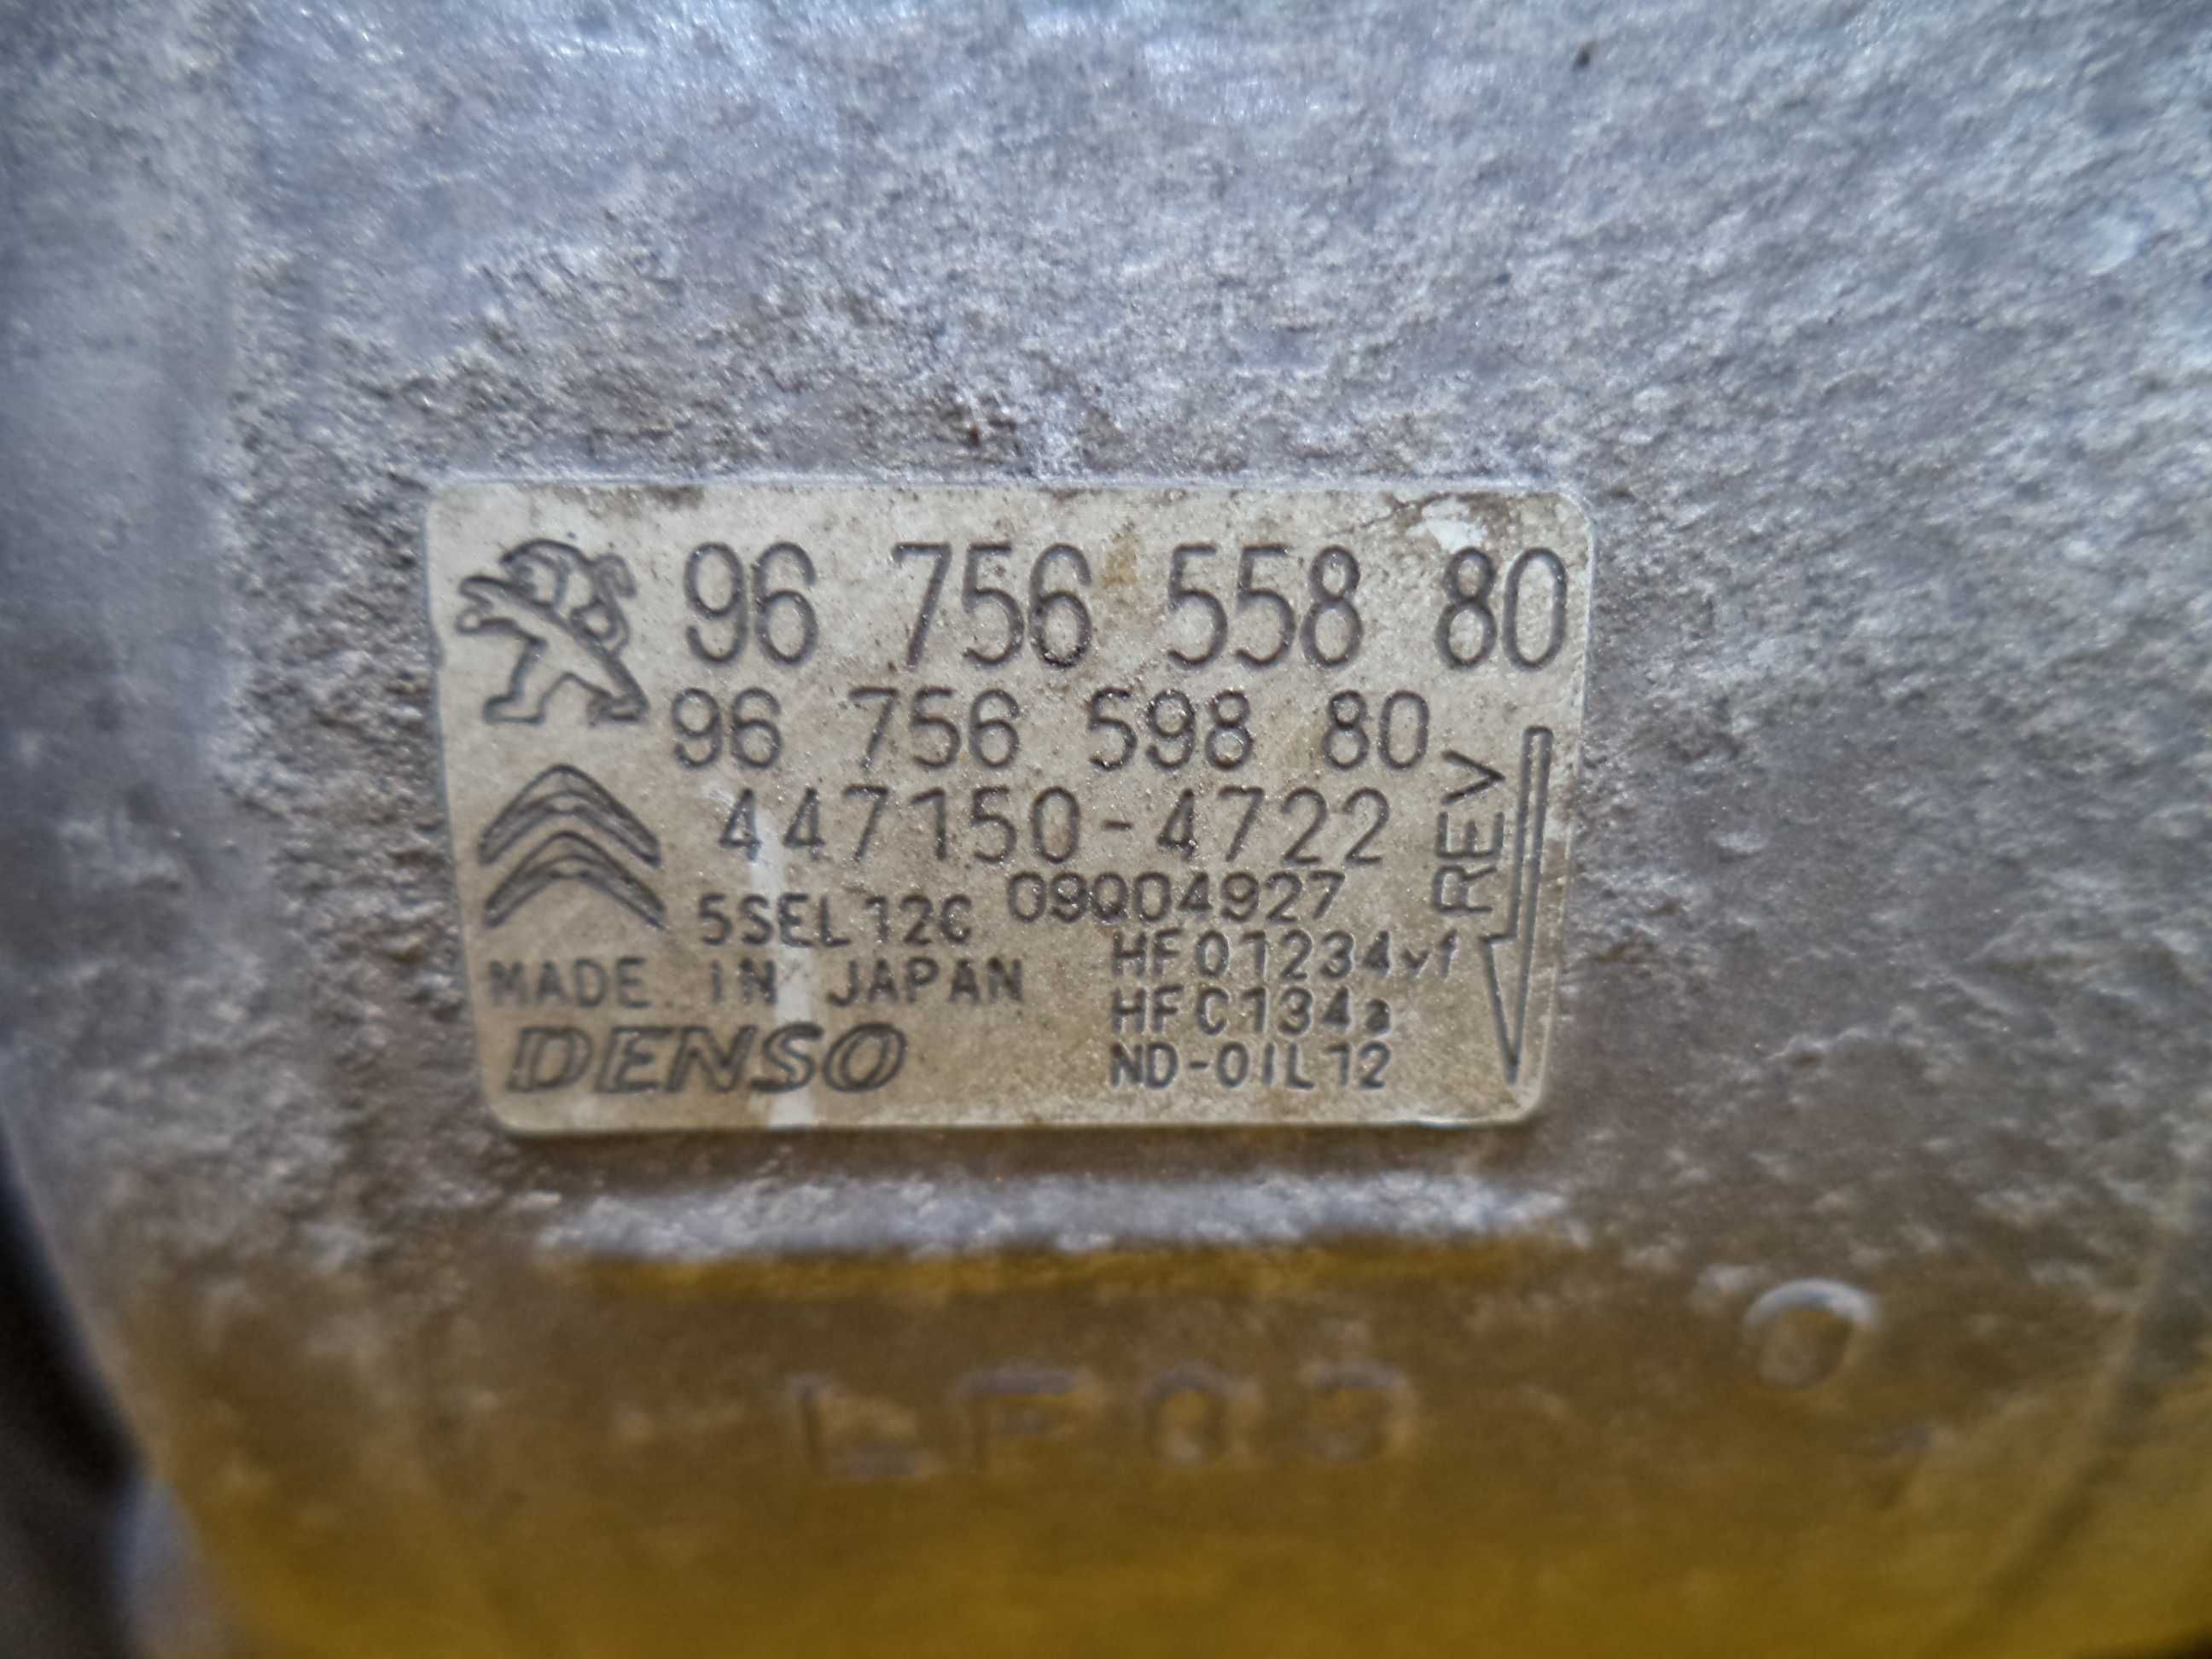 96 756 558 80
96 756 598 80
447150-4722
REV
5SEL12C 09Q04927
HFO1234yf
MADE IN JAPAN
HFC134a
DENSO
ND-OIL12
LF03